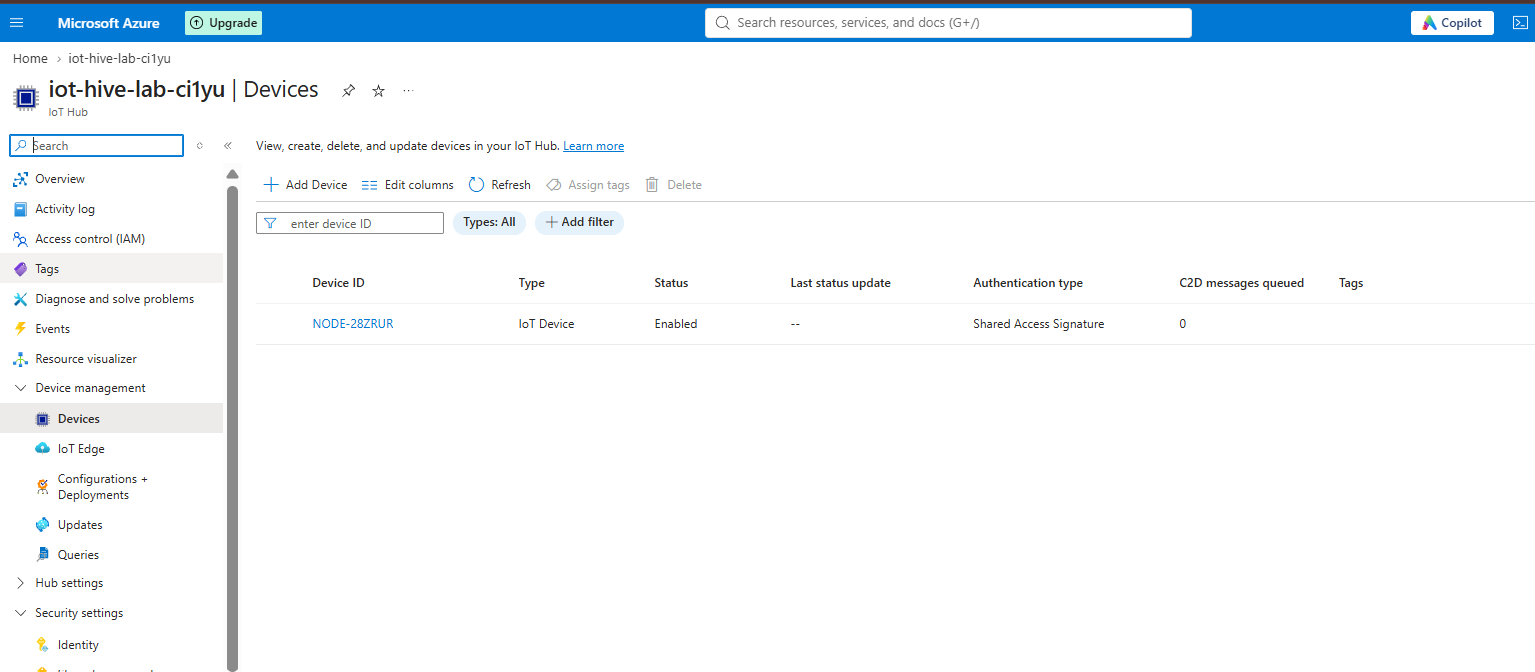 Microsoft Azure
Upgrade
Search resources, services, and docs (G+/)
Copilot
Home > iot-hive-lab-ci1yu
iot-hive-lab-ci1yu | Devices
IoT Hub
Search
Overview
Activity log
Access control (IAM)
Tags
Diagnose and solve problems
Events
Resource visualizer
Device management
Devices
IoT Edge
Configurations +
Deployments
Updates
Queries
Hub settings
Security settings
Identity
View, create, delete, and update devices in your IoT Hub. Learn more
Add Device Edit columns Refresh Assign tags Delete
enter device ID Types: All Add filter
Device ID Type Status Last status update Authentication type C2D messages queued Tags
NODE-28ZRUR IoT Device Enabled -- Shared Access Signature 0